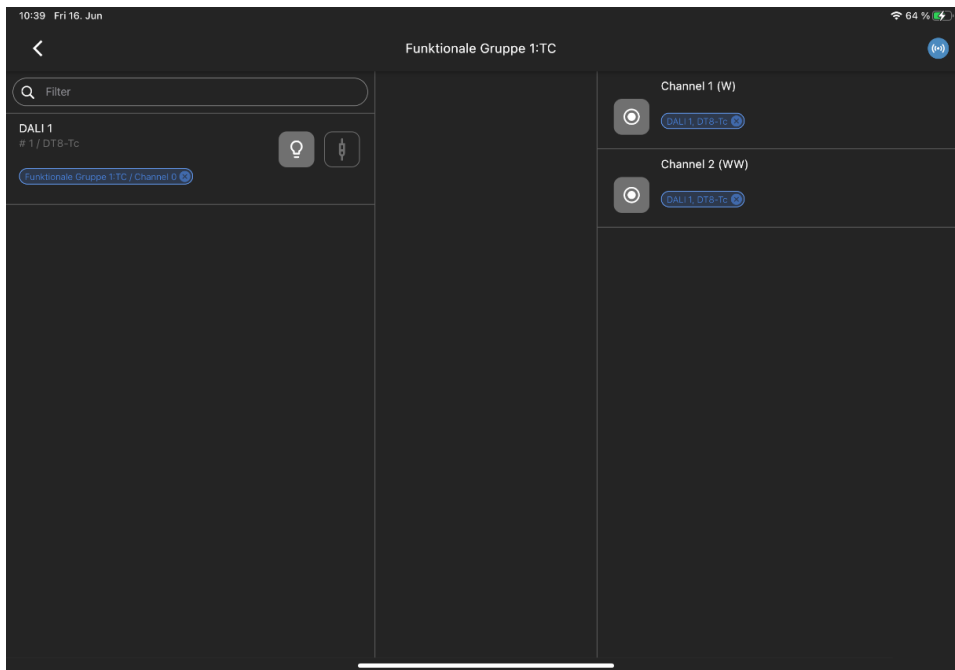 10:39 Fri 16. Jun
64 %
Funktionale Gruppe 1:TC
Filter
DALI 1
# 1 / DT8-Tc
Funktionale Gruppe 1:TC / Channel 0
Channel 1 (W)
DALI 1, DT8-Tc
Channel 2 (WW)
DALI 1, DT8-Tc